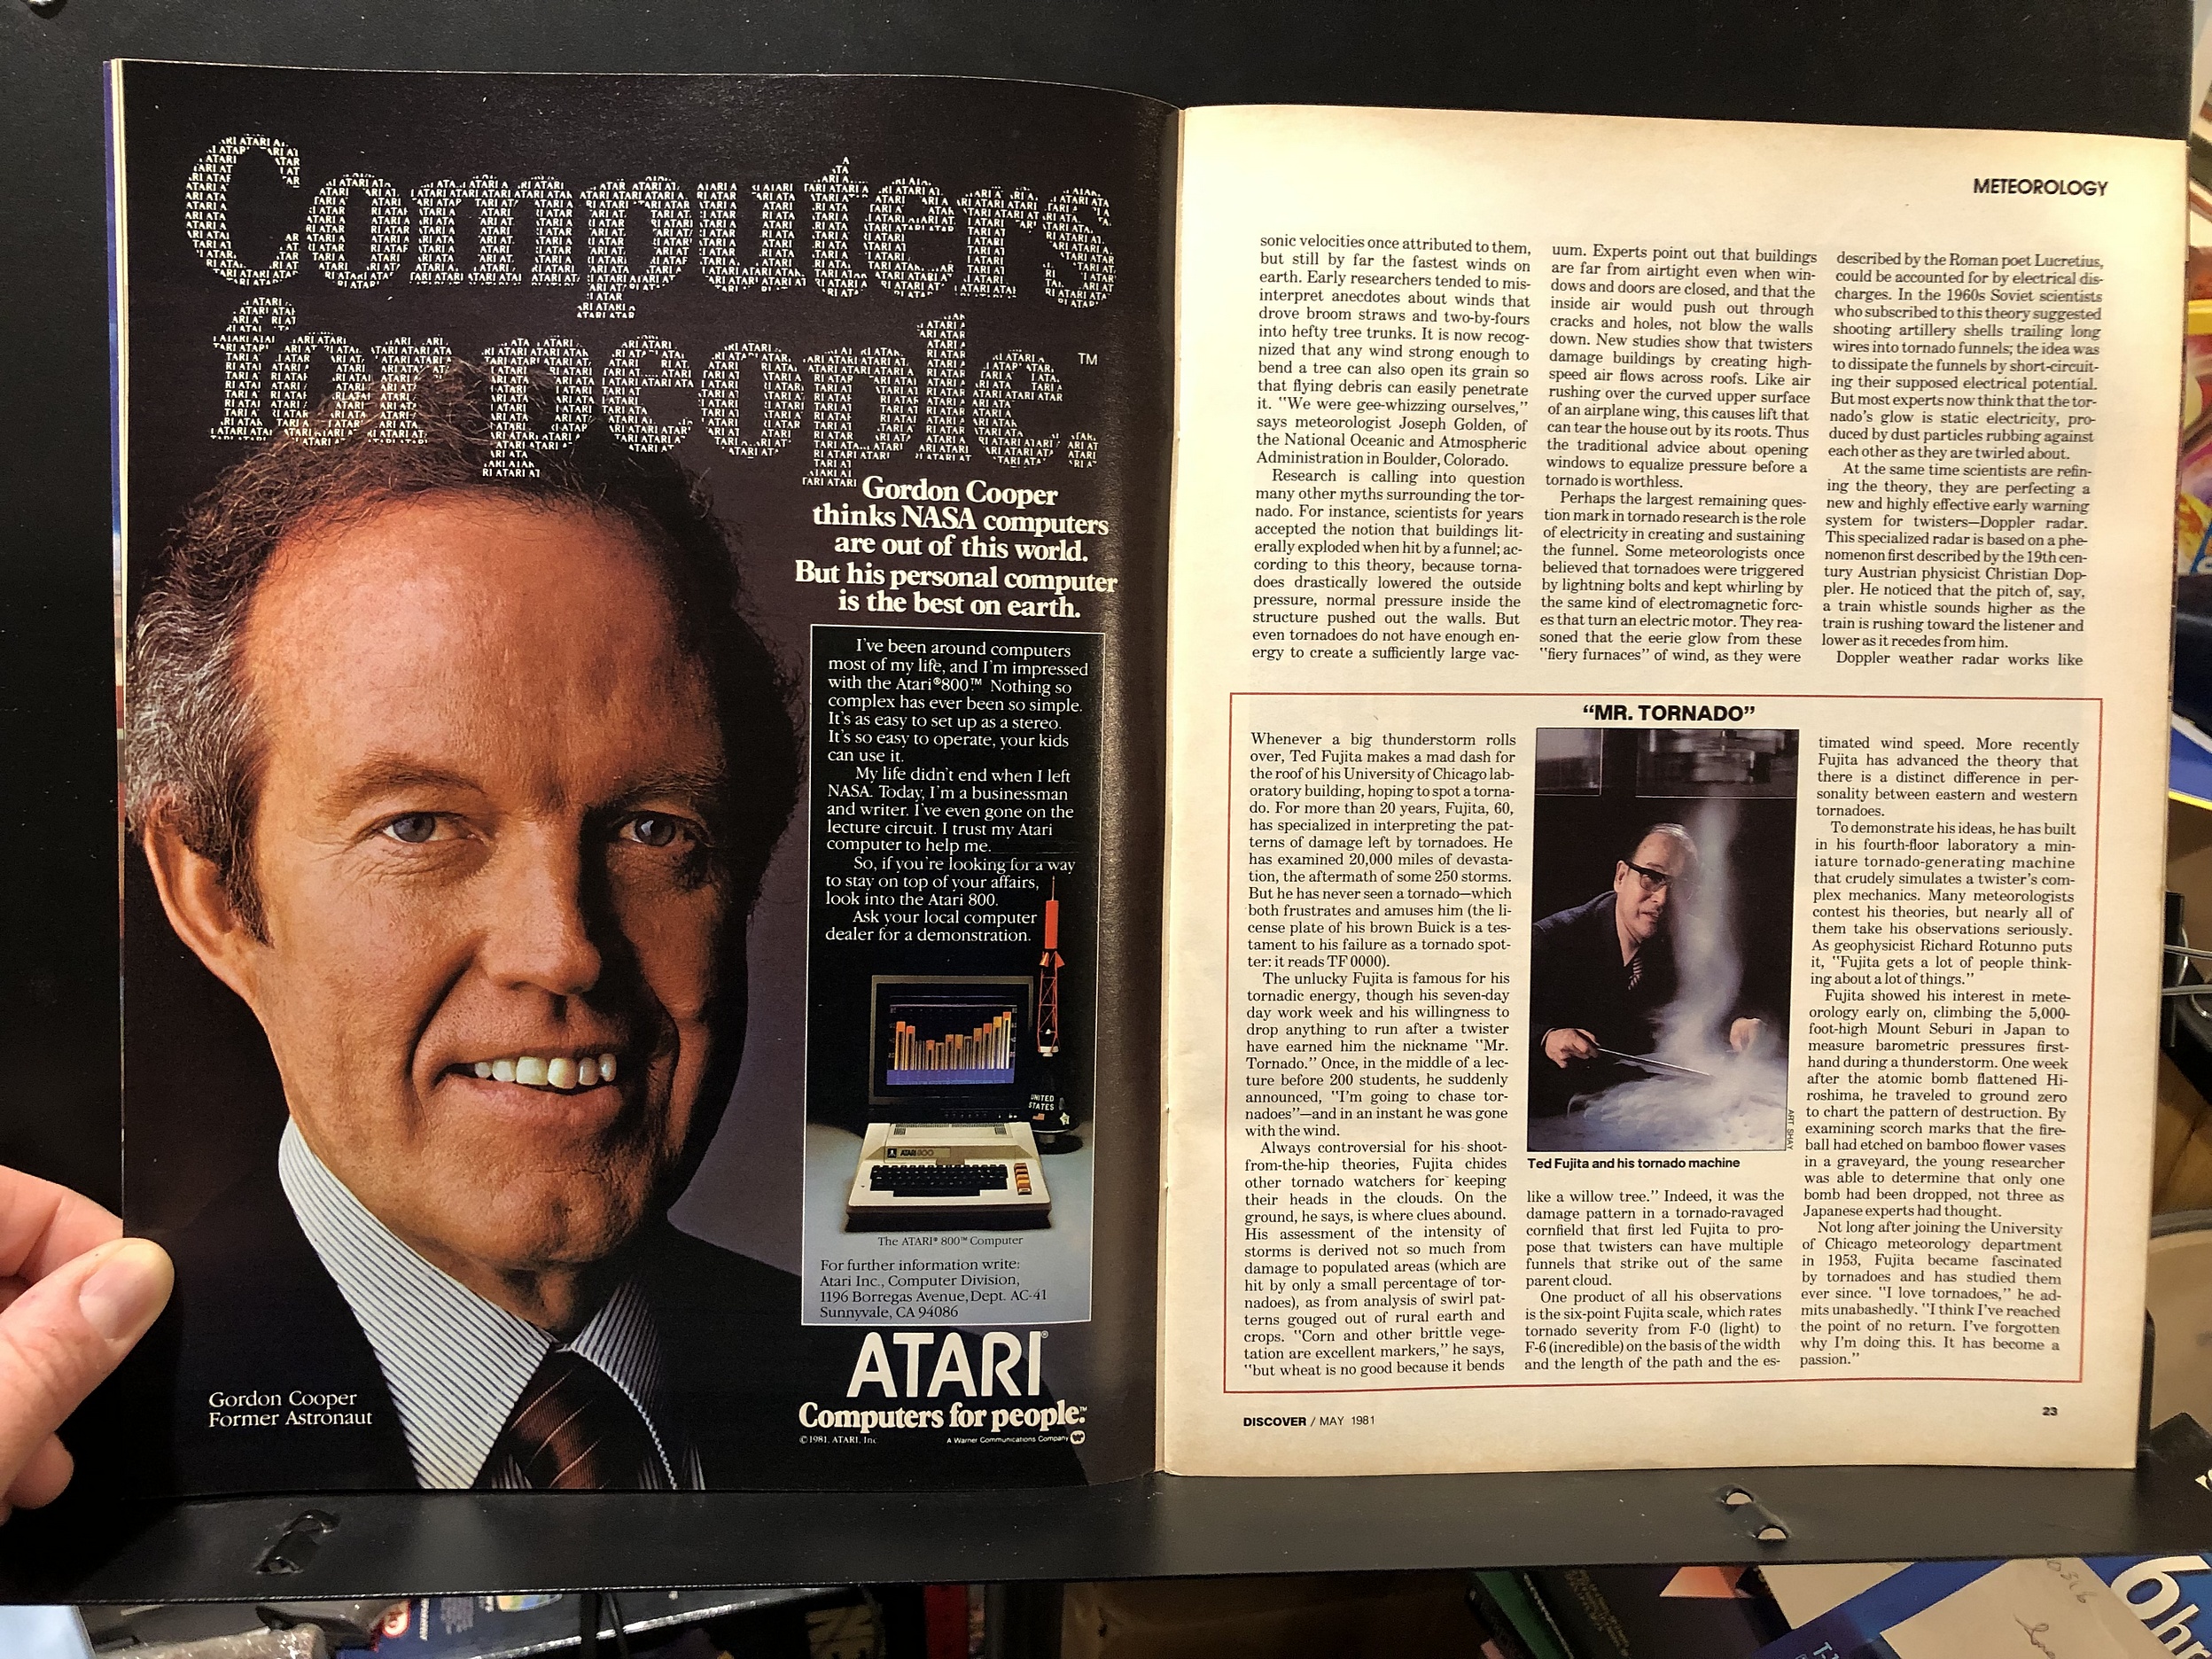 Computers
for people.™
Gordon Cooper
thinks NASA computers
are out of this world.
But his personal computer
is the best on earth.
I've been around computers
most of my life, and I'm impressed
with the Atari®800™. Nothing so
complex has ever been so simple.
It's as easy to set up as a stereo.
It's so easy to operate, your kids
can use it.
My life didn't end when I left
NASA. Today, I'm a businessman
and writer. I've even gone on the
lecture circuit. I trust my Atari
computer to help me.
So, if you're looking for a way
to stay on top of your affairs,
look into the Atari 800.
Ask your local computer
dealer for a demonstration.
UNITED
STATES
ATARI 800
The ATARI® 800™ Computer
For further information write:
Atari Inc., Computer Division,
1196 Borregas Avenue, Dept. AC-41
Sunnyvale, CA 94086
ATARI®
Computers for people.™
©1981, ATARI, Inc.
A Warner Communications Company
Gordon Cooper
Former Astronaut
METEOROLOGY
sonic velocities once attributed to them,
but still by far the fastest winds on
earth. Early researchers tended to mis-
interpret anecdotes about winds that
drove broom straws and two-by-fours
into hefty tree trunks. It is now recog-
nized that any wind strong enough to
bend a tree can also open its grain so
that flying debris can easily penetrate
it. "We were gee-whizzing ourselves,"
says meteorologist Joseph Golden, of
the National Oceanic and Atmospheric
Administration in Boulder, Colorado.
Research is calling into question
many other myths surrounding the tor-
nado. For instance, scientists for years
accepted the notion that buildings lit-
erally exploded when hit by a funnel; ac-
cording to this theory, because torna-
does drastically lowered the outside
pressure, normal pressure inside the
structure pushed out the walls. But
even tornadoes do not have enough en-
ergy to create a sufficiently large vac-
uum. Experts point out that buildings
are far from airtight even when win-
dows and doors are closed, and that the
inside air would push out through
cracks and holes, not blow the walls
down. New studies show that twisters
damage buildings by creating high-
speed air flows across roofs. Like air
rushing over the curved upper surface
of an airplane wing, this causes lift that
can tear the house out by its roots. Thus
the traditional advice about opening
windows to equalize pressure before a
tornado is worthless.
Perhaps the largest remaining ques-
tion mark in tornado research is the role
of electricity in creating and sustaining
the funnel. Some meteorologists once
believed that tornadoes were triggered
by lightning bolts and kept whirling by
the same kind of electromagnetic forc-
es that turn an electric motor. They rea-
soned that the eerie glow from these
"fiery furnaces" of wind, as they were
described by the Roman poet Lucretius,
could be accounted for by electrical dis-
charges. In the 1960s Soviet scientists
who subscribed to this theory suggested
shooting artillery shells trailing long
wires into tornado funnels; the idea was
to dissipate the funnels by short-circuit-
ing their supposed electrical potential.
But most experts now think that the tor-
nado's glow is static electricity, pro-
duced by dust particles rubbing against
each other as they are twirled about.
At the same time scientists are refin-
ing the theory, they are perfecting a
new and highly effective early warning
system for twisters—Doppler radar.
This specialized radar is based on a phe-
nomenon first described by the 19th cen-
tury Austrian physicist Christian Dop-
pler. He noticed that the pitch of, say,
a train whistle sounds higher as the
train is rushing toward the listener and
lower as it recedes from him.
Doppler weather radar works like
"MR. TORNADO"
Whenever a big thunderstorm rolls
over, Ted Fujita makes a mad dash for
the roof of his University of Chicago lab-
oratory building, hoping to spot a torna-
do. For more than 20 years, Fujita, 60,
has specialized in interpreting the pat-
terns of damage left by tornadoes. He
has examined 20,000 miles of devasta-
tion, the aftermath of some 250 storms.
But he has never seen a tornado—which
both frustrates and amuses him (the li-
cense plate of his brown Buick is a tes-
tament to his failure as a tornado spot-
ter: it reads TF 0000).
The unlucky Fujita is famous for his
tornadic energy, though his seven-day
day work week and his willingness to
drop anything to run after a twister
have earned him the nickname "Mr.
Tornado." Once, in the middle of a lec-
ture before 200 students, he suddenly
announced, "I'm going to chase tor-
nadoes"—and in an instant he was gone
with the wind.
Always controversial for his shoot-
from-the-hip theories, Fujita chides
other tornado watchers for keeping
their heads in the clouds. On the
ground, he says, is where clues abound.
His assessment of the intensity of
storms is derived not so much from
damage to populated areas (which are
hit by only a small percentage of tor-
nadoes), as from analysis of swirl pat-
terns gouged out of rural earth and
crops. "Corn and other brittle vege-
tation are excellent markers," he says,
"but wheat is no good because it bends
ART SHAY
Ted Fujita and his tornado machine
like a willow tree." Indeed, it was the
damage pattern in a tornado-ravaged
cornfield that first led Fujita to pro-
pose that twisters can have multiple
funnels that strike out of the same
parent cloud.
One product of all his observations
is the six-point Fujita scale, which rates
tornado severity from F-0 (light) to
F-6 (incredible) on the basis of the width
and the length of the path and the es-
timated wind speed. More recently
Fujita has advanced the theory that
there is a distinct difference in per-
sonality between eastern and western
tornadoes.
To demonstrate his ideas, he has built
in his fourth-floor laboratory a min-
iature tornado-generating machine
that crudely simulates a twister's com-
plex mechanics. Many meteorologists
contest his theories, but nearly all of
them take his observations seriously.
As geophysicist Richard Rotunno puts
it, "Fujita gets a lot of people think-
ing about a lot of things."
Fujita showed his interest in mete-
orology early on, climbing the 5,000-
foot-high Mount Seburi in Japan to
measure barometric pressures first-
hand during a thunderstorm. One week
after the atomic bomb flattened Hi-
roshima, he traveled to ground zero
to chart the pattern of destruction. By
examining scorch marks that the fire-
ball had etched on bamboo flower vases
in a graveyard, the young researcher
was able to determine that only one
bomb had been dropped, not three as
Japanese experts had thought.
Not long after joining the University
of Chicago meteorology department
in 1953, Fujita became fascinated
by tornadoes and has studied them
ever since. "I love tornadoes," he ad-
mits unabashedly. "I think I've reached
the point of no return. I've forgotten
why I'm doing this. It has become a
passion."
DISCOVER / MAY 1981
23